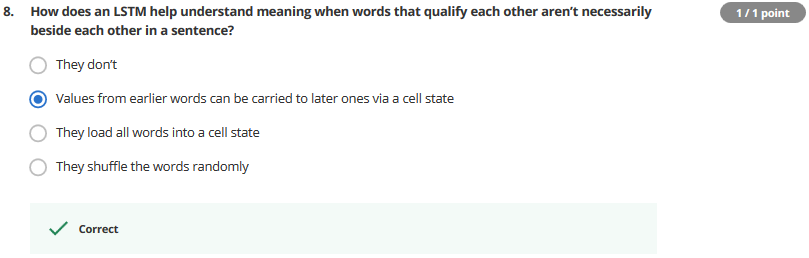 8. How does an LSTM help understand meaning when words that qualify each other aren't necessarily
beside each other in a sentence?
1 / 1 point
They don't
Values from earlier words can be carried to later ones via a cell state
They load all words into a cell state
They shuffle the words randomly
Correct